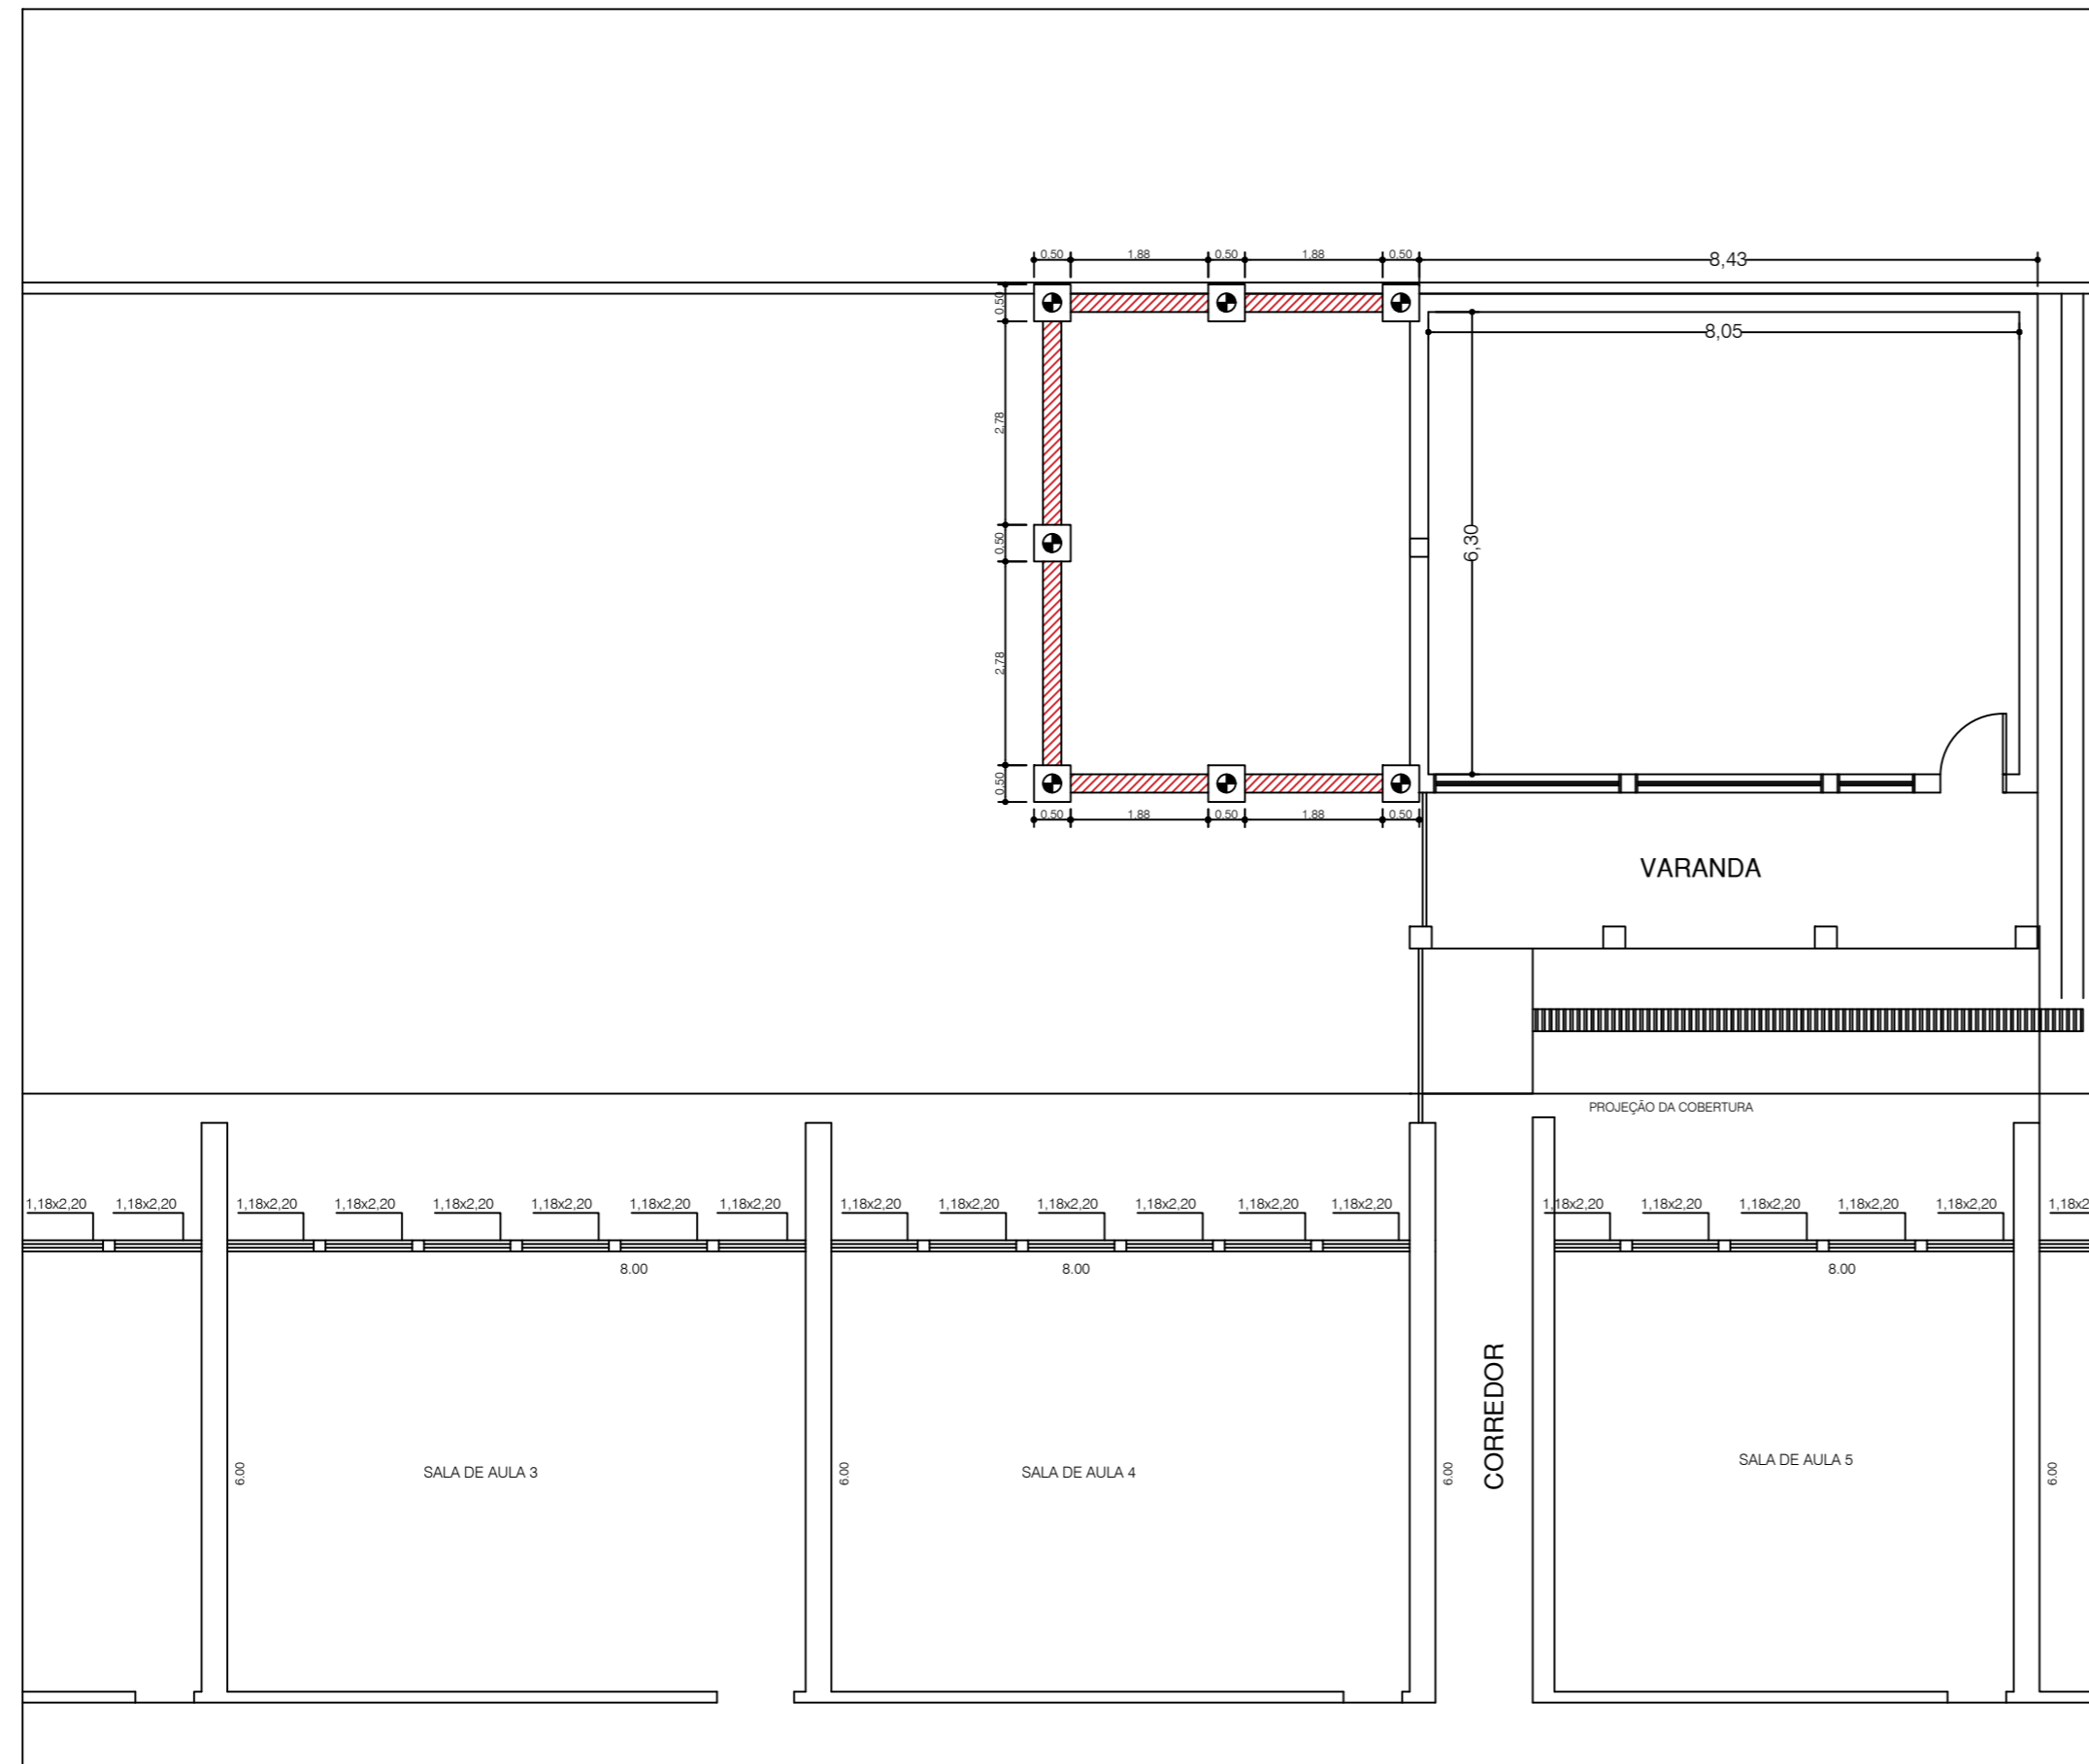 0.50 1.88 0.50 1.88 0.50 8,43
0.50
8,05
2.78
0.50
6,30
2.78
0.50
0.50 1.88 0.50 1.88 0.50
VARANDA
PROJEÇÃO DA COBERTURA
1,18x2,20 1,18x2,20 1,18x2,20 1,18x2,20 1,18x2,20 1,18x2,20 1,18x2,20 1,18x2,20 1,18x2,20 1,18x2,20 1,18x2,20 1,18x2,20 1,18x2,20 1,18x2,20 1,18x2,20 1,18x2,20 1,18x2,20 1,18x2,20 1,18x2,20 1,18x2
8.00 8.00 8.00
CORREDOR
SALA DE AULA 5
6.00 SALA DE AULA 3 6.00 SALA DE AULA 4 6.00 6.00